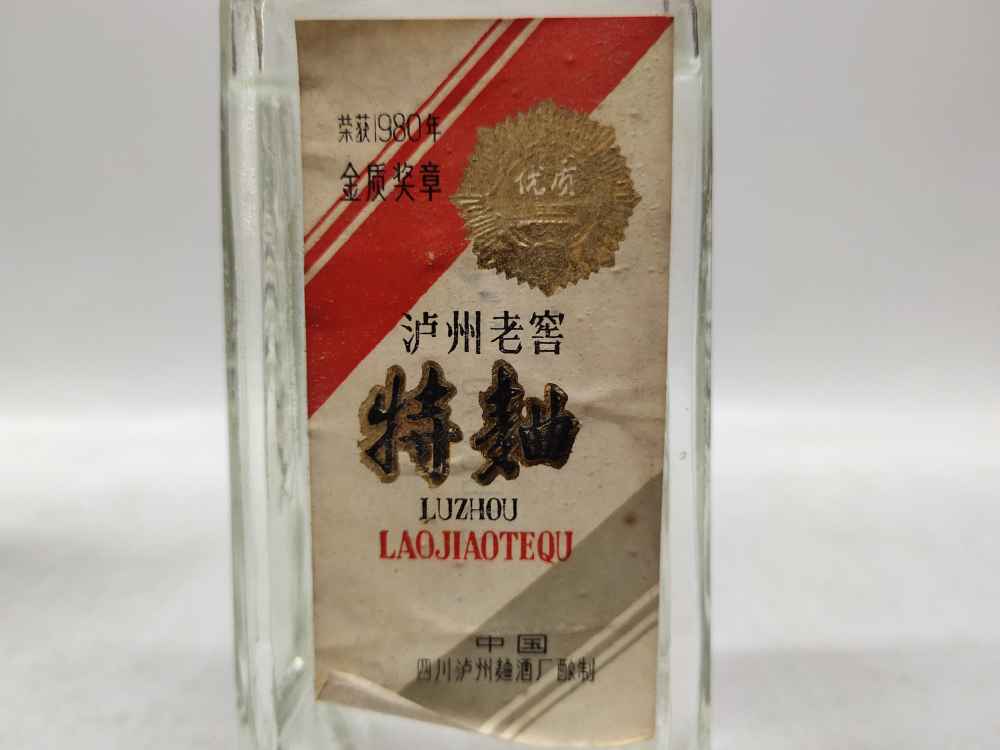 荣获1980年
金质奖章
优质
泸州老窖
特麯
LUZHOU
LAOJIAOTEQU
中国
四川泸州麯酒厂酿制